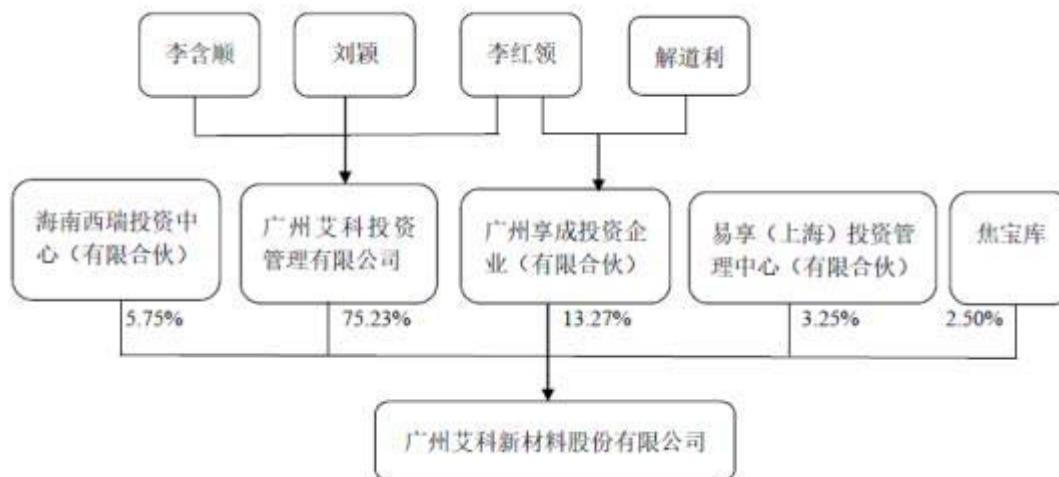 李含顺
刘颖
李红领
解道利
海南西瑞投资中
心（有限合伙）
广州艾科投资
管理有限公司
广州享成投资企
业（有限合伙）
易享（上海）投资管
理中心（有限合伙）
焦宝库
5.75%
75.23%
13.27%
3.25%
2.50%
广州艾科新材料股份有限公司